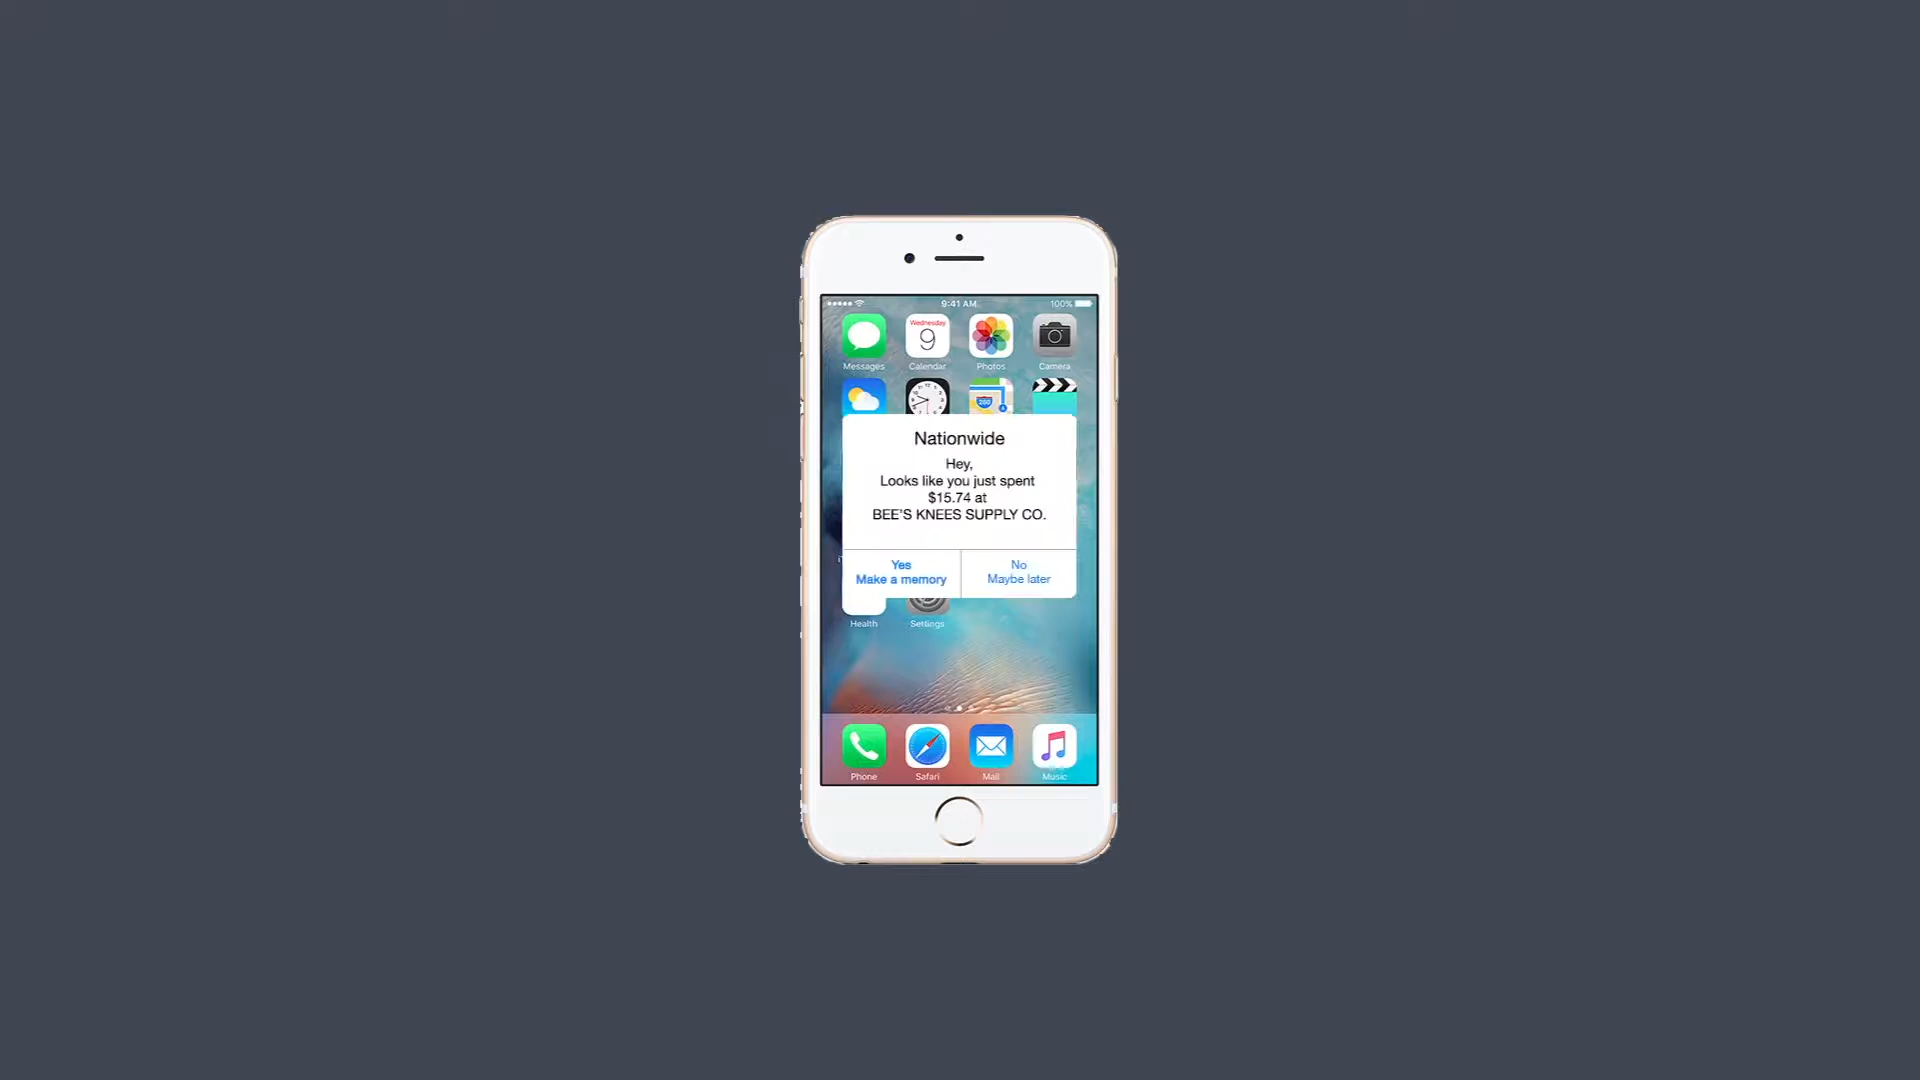 9:41 AM
100%
Wednesday
9
Messages
Calendar
Photos
Camera
280
Nationwide
Hey,
Looks like you just spent
$15.74 at
BEE'S KNEES SUPPLY CO.
Yes
No
Make a memory
Maybe later
Health
Settings
Phone
Safari
Mail
Music